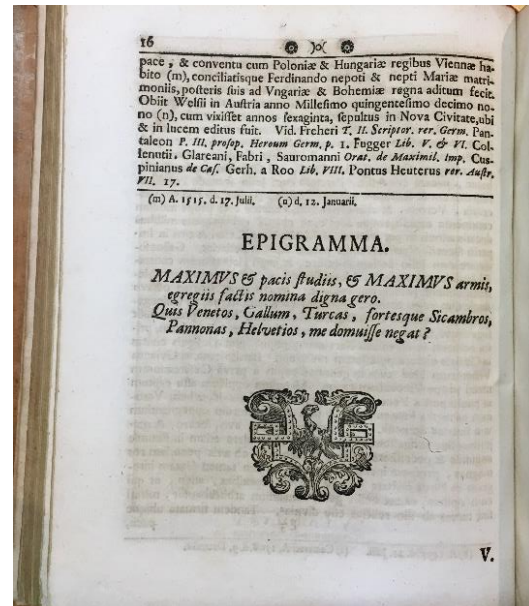 16
pace, & conventu cum Poloniæ & Hungariæ regibus Viennæ ha-
bito (m), conciliatisque Ferdinando nepoti & nepti Mariæ matri-
moniis, posteris suis ad Vngariæ & Bohemiæ regna aditum fecit.
Obiit Welsii in Austria anno Millesimo quingentesimo decimo no-
no (n), cum vixisset annos sexaginta, sepultus in Nova Civitate, ubi
& in lucem editus fuit. Vid. Freheri T. II. Scriptor. rer. Germ. Pan-
taleon P. III. prosop. Heroum Germ. p. 1. Fugger Lib. V. & VI. Col-
lenutii. Glareani, Fabri, Sauromanni Orat. de Maximil. Imp. Cus-
pinianus de Cæs. Gerh. a Roo Lib. VIII. Pontus Heuterus rer. Austr.
VII. 17.
(m) A. 1515. d. 17. Julii. (n) d. 12. Januarii.
EPIGRAMMA.
MAXIMVS & pacis studiis, & MAXIMVS armis,
egregiis factis nomina digna gero.
Quis Venetos, Gallum, Turcas, fortesque Sicambros,
Pannonas, Helvetios, me domuisse negat?
V.